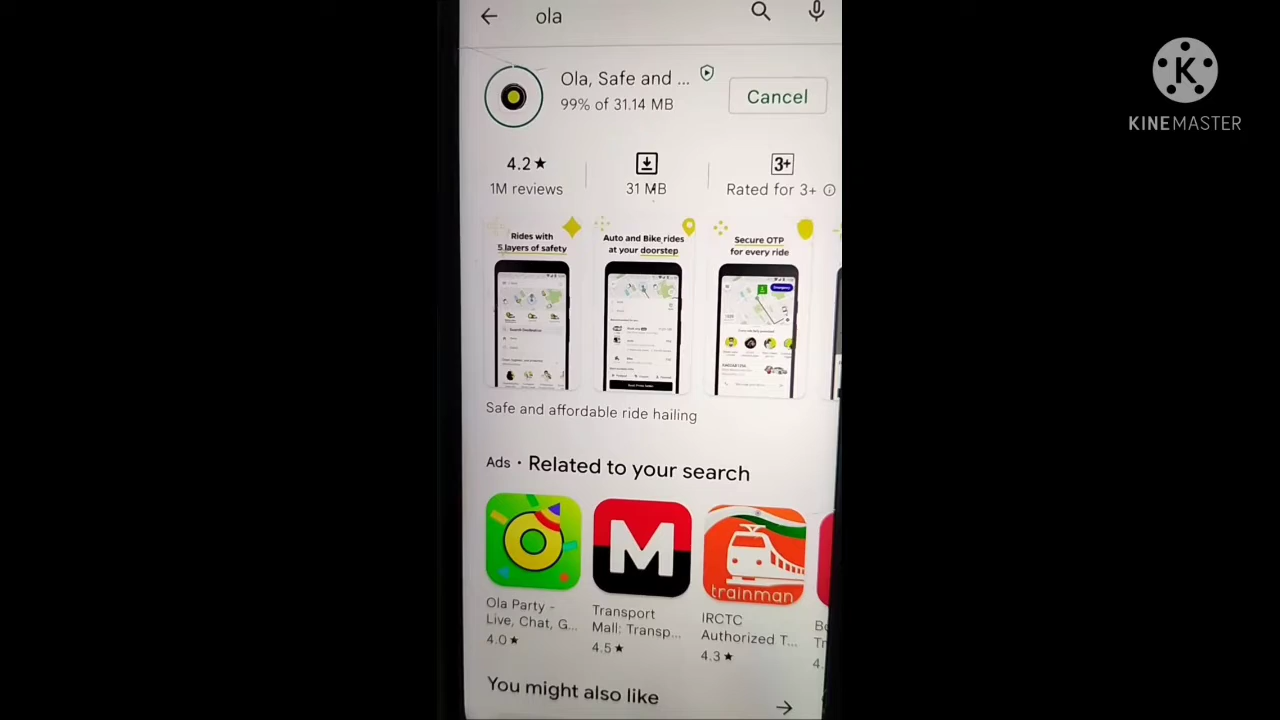 ola
Ola, Safe and ...
99% of 31.14 MB
Cancel
4.2★
1M reviews
31 MB
3+
Rated for 3+
Rides with
5 layers of safety
Auto and Bike rides
at your doorstep
Secure OTP
for every ride
Emergency
Safe and affordable ride hailing
Ads • Related to your search
M
trainman
Ola Party -
Live, Chat, G...
4.0★
Transport
Mall: Transp...
4.5★
IRCTC
Authorized T...
4.3★
4.
You might also like
K
KINEMASTER